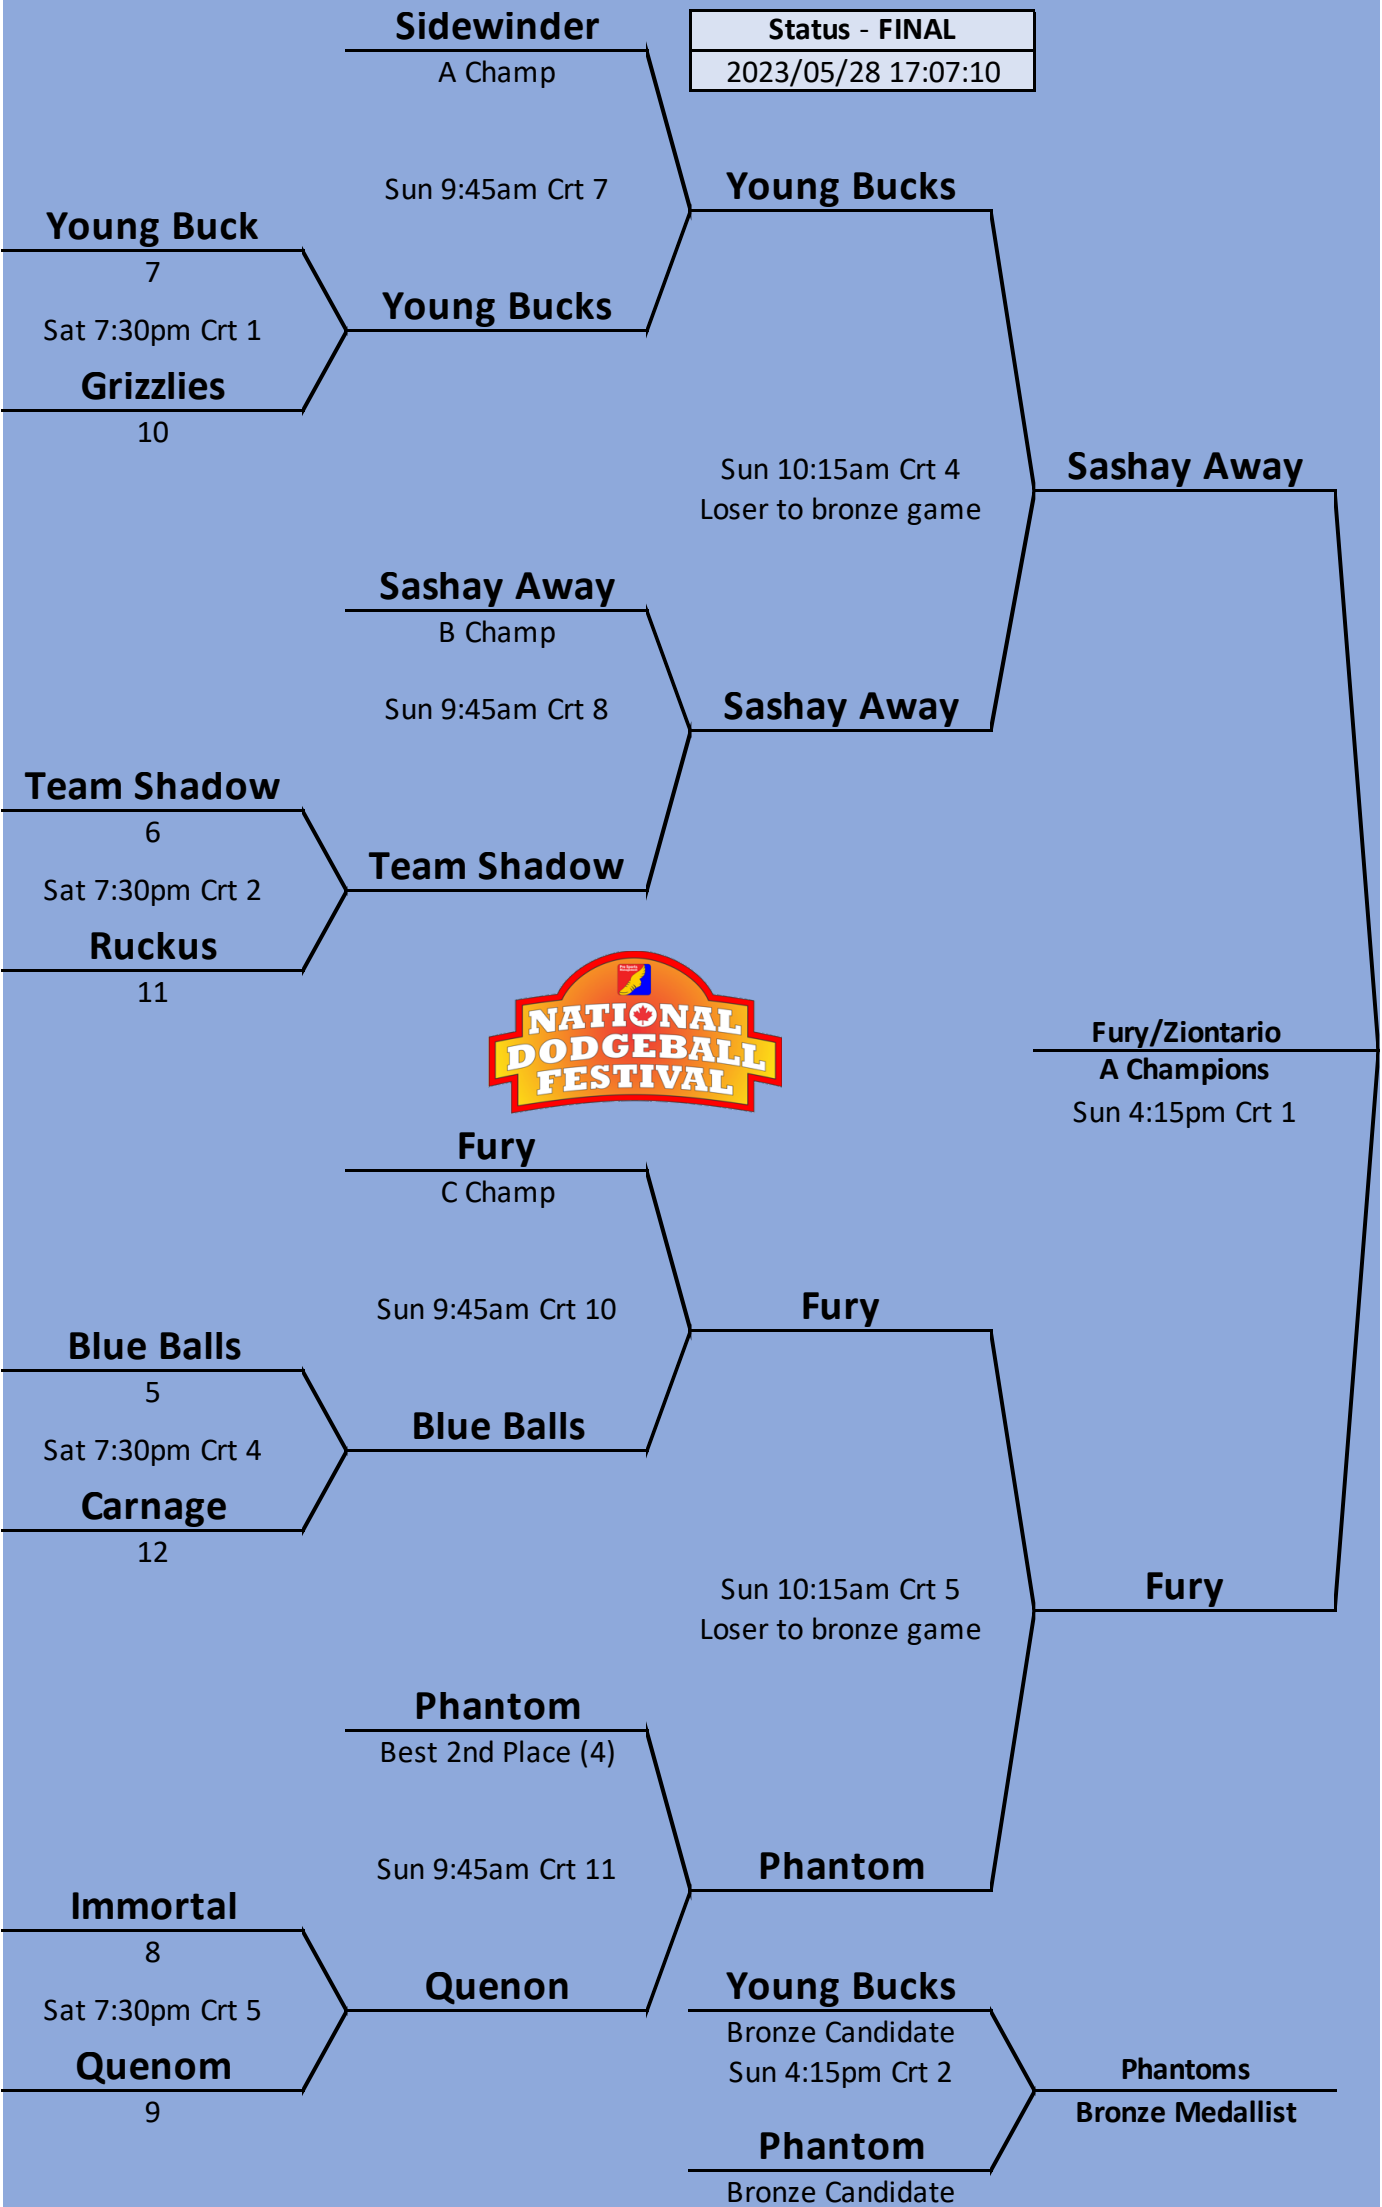 Sidewinder
A Champ
Status - FINAL
2023/05/28 17:07:10
Sun 9:45am Crt 7
Young Bucks
Young Buck
7
Young Bucks
Sat 7:30pm Crt 1
Grizzlies
10
Sun 10:15am Crt 4
Loser to bronze game
Sashay Away
Sashay Away
B Champ
Sun 9:45am Crt 8
Sashay Away
Team Shadow
6
Team Shadow
Sat 7:30pm Crt 2
Ruckus
11
NATIONAL
DODGEBALL
FESTIVAL
Fury/Ziontario
A Champions
Sun 4:15pm Crt 1
Fury
C Champ
Sun 9:45am Crt 10
Fury
Blue Balls
5
Blue Balls
Sat 7:30pm Crt 4
Carnage
12
Sun 10:15am Crt 5
Loser to bronze game
Fury
Phantom
Best 2nd Place (4)
Sun 9:45am Crt 11
Phantom
Immortal
8
Quenon
Sat 7:30pm Crt 5
Quenom
9
Young Bucks
Bronze Candidate
Sun 4:15pm Crt 2
Phantoms
Bronze Medallist
Phantom
Bronze Candidate